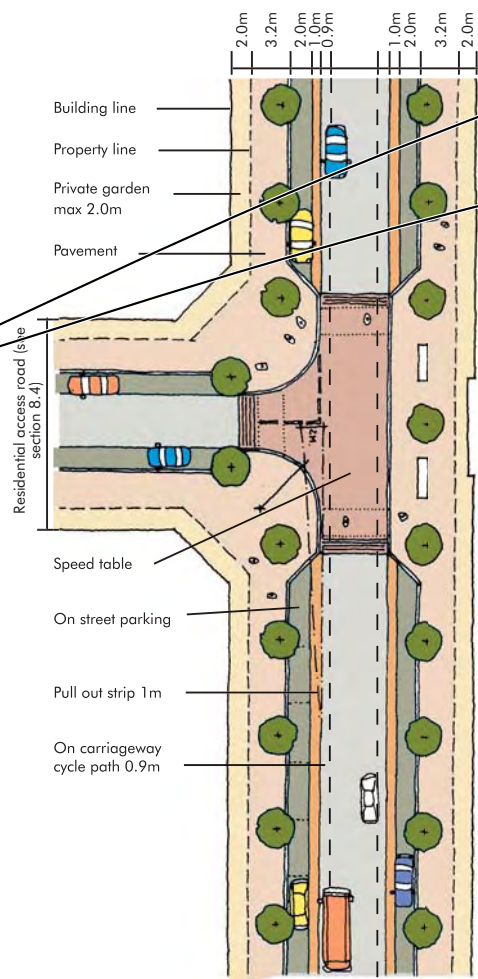 2.0m
3.2m
2.0m
1.0m
0.9m
1.0m
2.0m
3.2m
2.0m
Building line
Property line
Private garden
max 2.0m
Pavement
Residential access road (see
section 8.4)
Speed table
On street parking
Pull out strip 1m
On carriageway
cycle path 0.9m